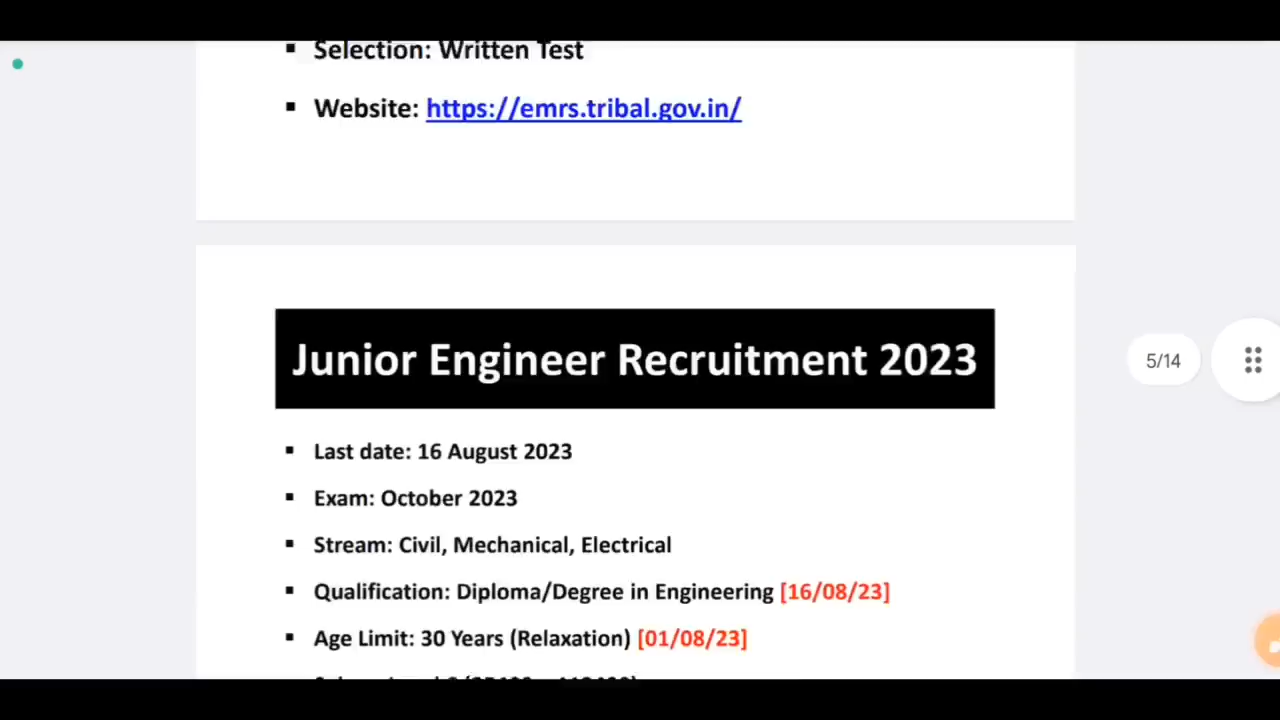 ▪ Selection: Written Test
▪ Website: https://emrs.tribal.gov.in/
Junior Engineer Recruitment 2023
5/14
▪ Last date: 16 August 2023
▪ Exam: October 2023
▪ Stream: Civil, Mechanical, Electrical
▪ Qualification: Diploma/Degree in Engineering [16/08/23]
▪ Age Limit: 30 Years (Relaxation) [01/08/23]